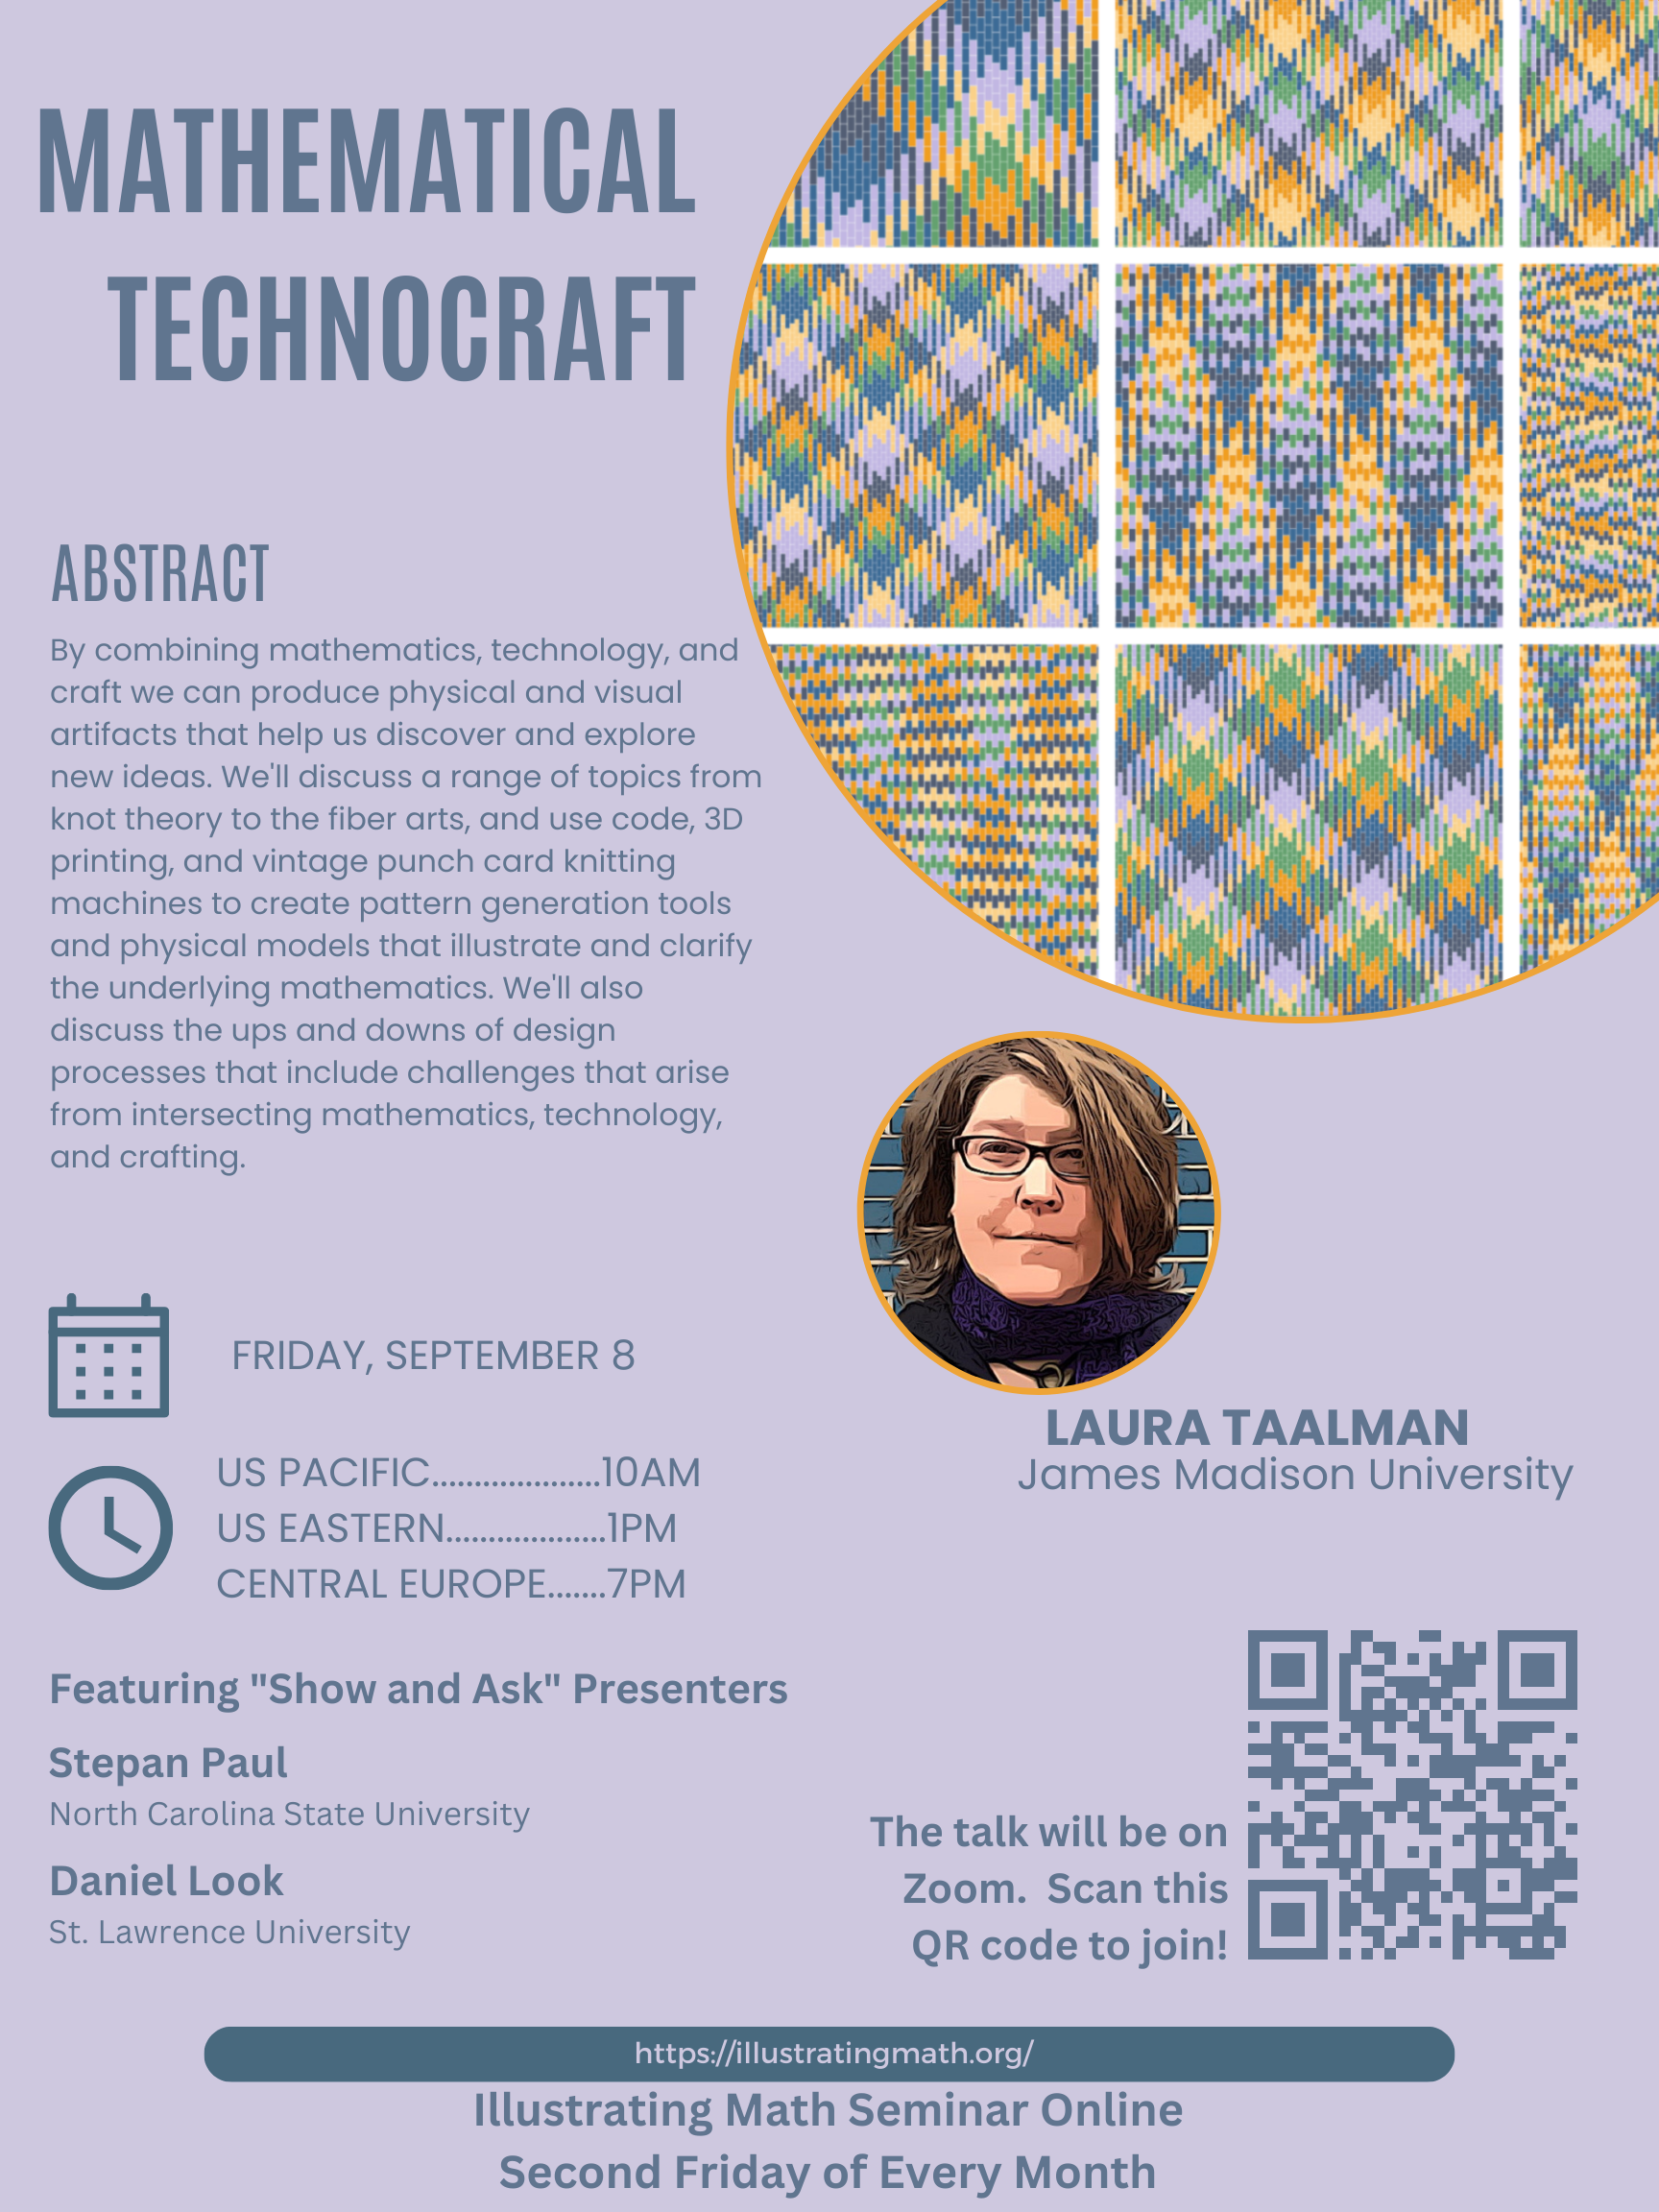 MATHEMATICAL
TECHNOCRAFT
ABSTRACT
By combining mathematics, technology, and
craft we can produce physical and visual
artifacts that help us discover and explore
new ideas. We'll discuss a range of topics from
knot theory to the fiber arts, and use code, 3D
printing, and vintage punch card knitting
machines to create pattern generation tools
and physical models that illustrate and clarify
the underlying mathematics. We'll also
discuss the ups and downs of design
processes that include challenges that arise
from intersecting mathematics, technology,
and crafting.
FRIDAY, SEPTEMBER 8
US PACIFIC....................10AM
US EASTERN...................1PM
CENTRAL EUROPE.......7PM
LAURA TAALMAN
James Madison University
Featuring "Show and Ask" Presenters
Stepan Paul
North Carolina State University
Daniel Look
St. Lawrence University
The talk will be on
Zoom.  Scan this
QR code to join!
https://illustratingmath.org/
Illustrating Math Seminar Online
Second Friday of Every Month